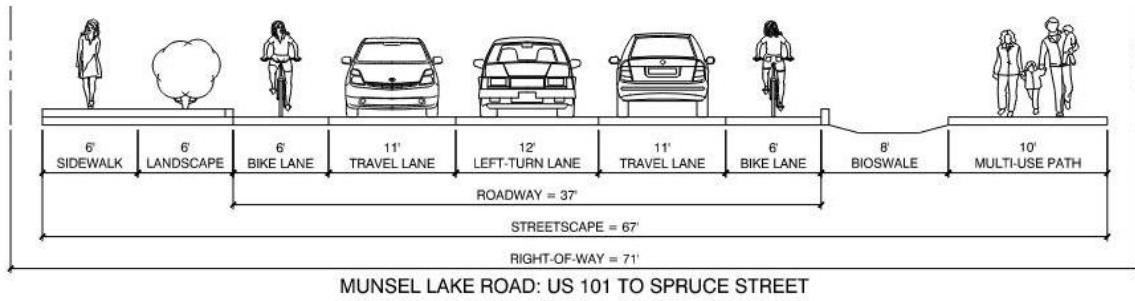 6' 6' 6' 11' 12' 11' 6' 8' 10'
SIDEWALK LANDSCAPE BIKE LANE TRAVEL LANE LEFT-TURN LANE TRAVEL LANE BIKE LANE BIOSWALE MULTI-USE PATH
ROADWAY = 37'
STREETSCAPE = 67'
RIGHT-OF-WAY = 71'
MUNSEL LAKE ROAD: US 101 TO SPRUCE STREET